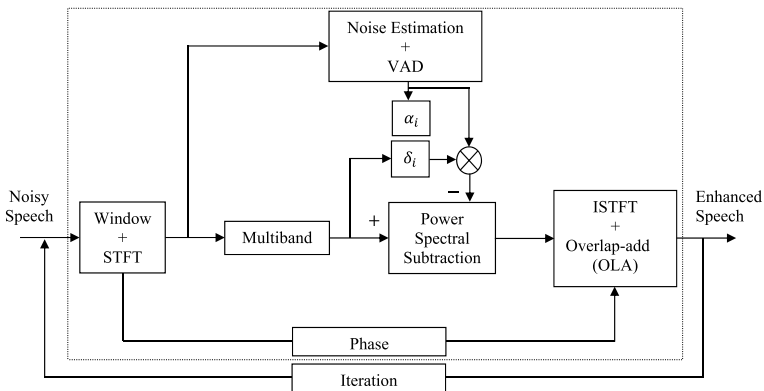 Noise Estimation
+
VAD
α_i
δ_i
−
Noisy
Speech
Window
+
STFT
Multiband
+
Power
Spectral
Subtraction
ISTFT
+
Overlap-add
(OLA)
Enhanced
Speech
Phase
Iteration